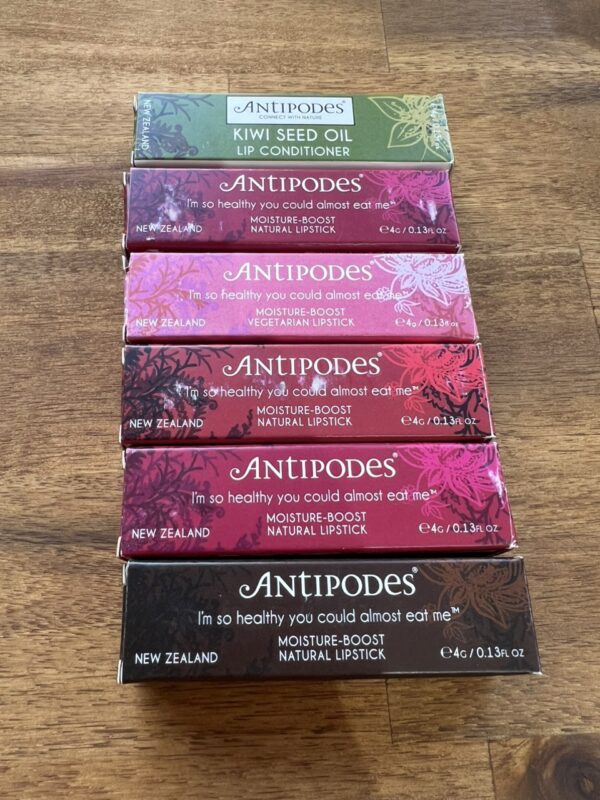 ANTIPODES®
CONNECT WITH NATURE
NEW ZEALAND
KIWI SEED OIL
LIP CONDITIONER
ANTIPODES®
I'm so healthy you could almost eat me™
MOISTURE-BOOST
NEW ZEALAND NATURAL LIPSTICK ℮4G / 0.13FL OZ
ANTIPODES®
I'm so healthy you could almost eat me™
MOISTURE-BOOST
NEW ZEALAND VEGETARIAN LIPSTICK ℮4g / 0.13fl oz
ANTIPODES®
I'm so healthy you could almost eat me™
MOISTURE-BOOST
NEW ZEALAND NATURAL LIPSTICK ℮4G / 0.13FL OZ
ANTIPODES®
I'm so healthy you could almost eat me™
MOISTURE-BOOST
NEW ZEALAND NATURAL LIPSTICK ℮4G / 0.13FL OZ
ANTIPODES®
I'm so healthy you could almost eat me™
MOISTURE-BOOST
NEW ZEALAND NATURAL LIPSTICK ℮4G / 0.13FL OZ